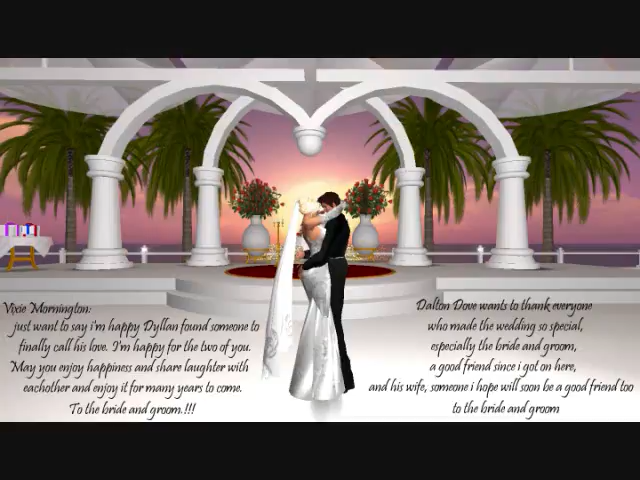 Vixie Mornington:
just want to say i'm happy Dyllan found someone to
finally call his love. I'm happy for the two of you.
May you enjoy happiness and share laughter with
eachother and enjoy it for many years to come.
To the bride and groom.!!!
Dalton Dove wants to thank everyone
who made the wedding so special,
especially the bride and groom,
a good friend since i got on here,
and his wife, someone i hope will soon be a good friend too
to the bride and groom